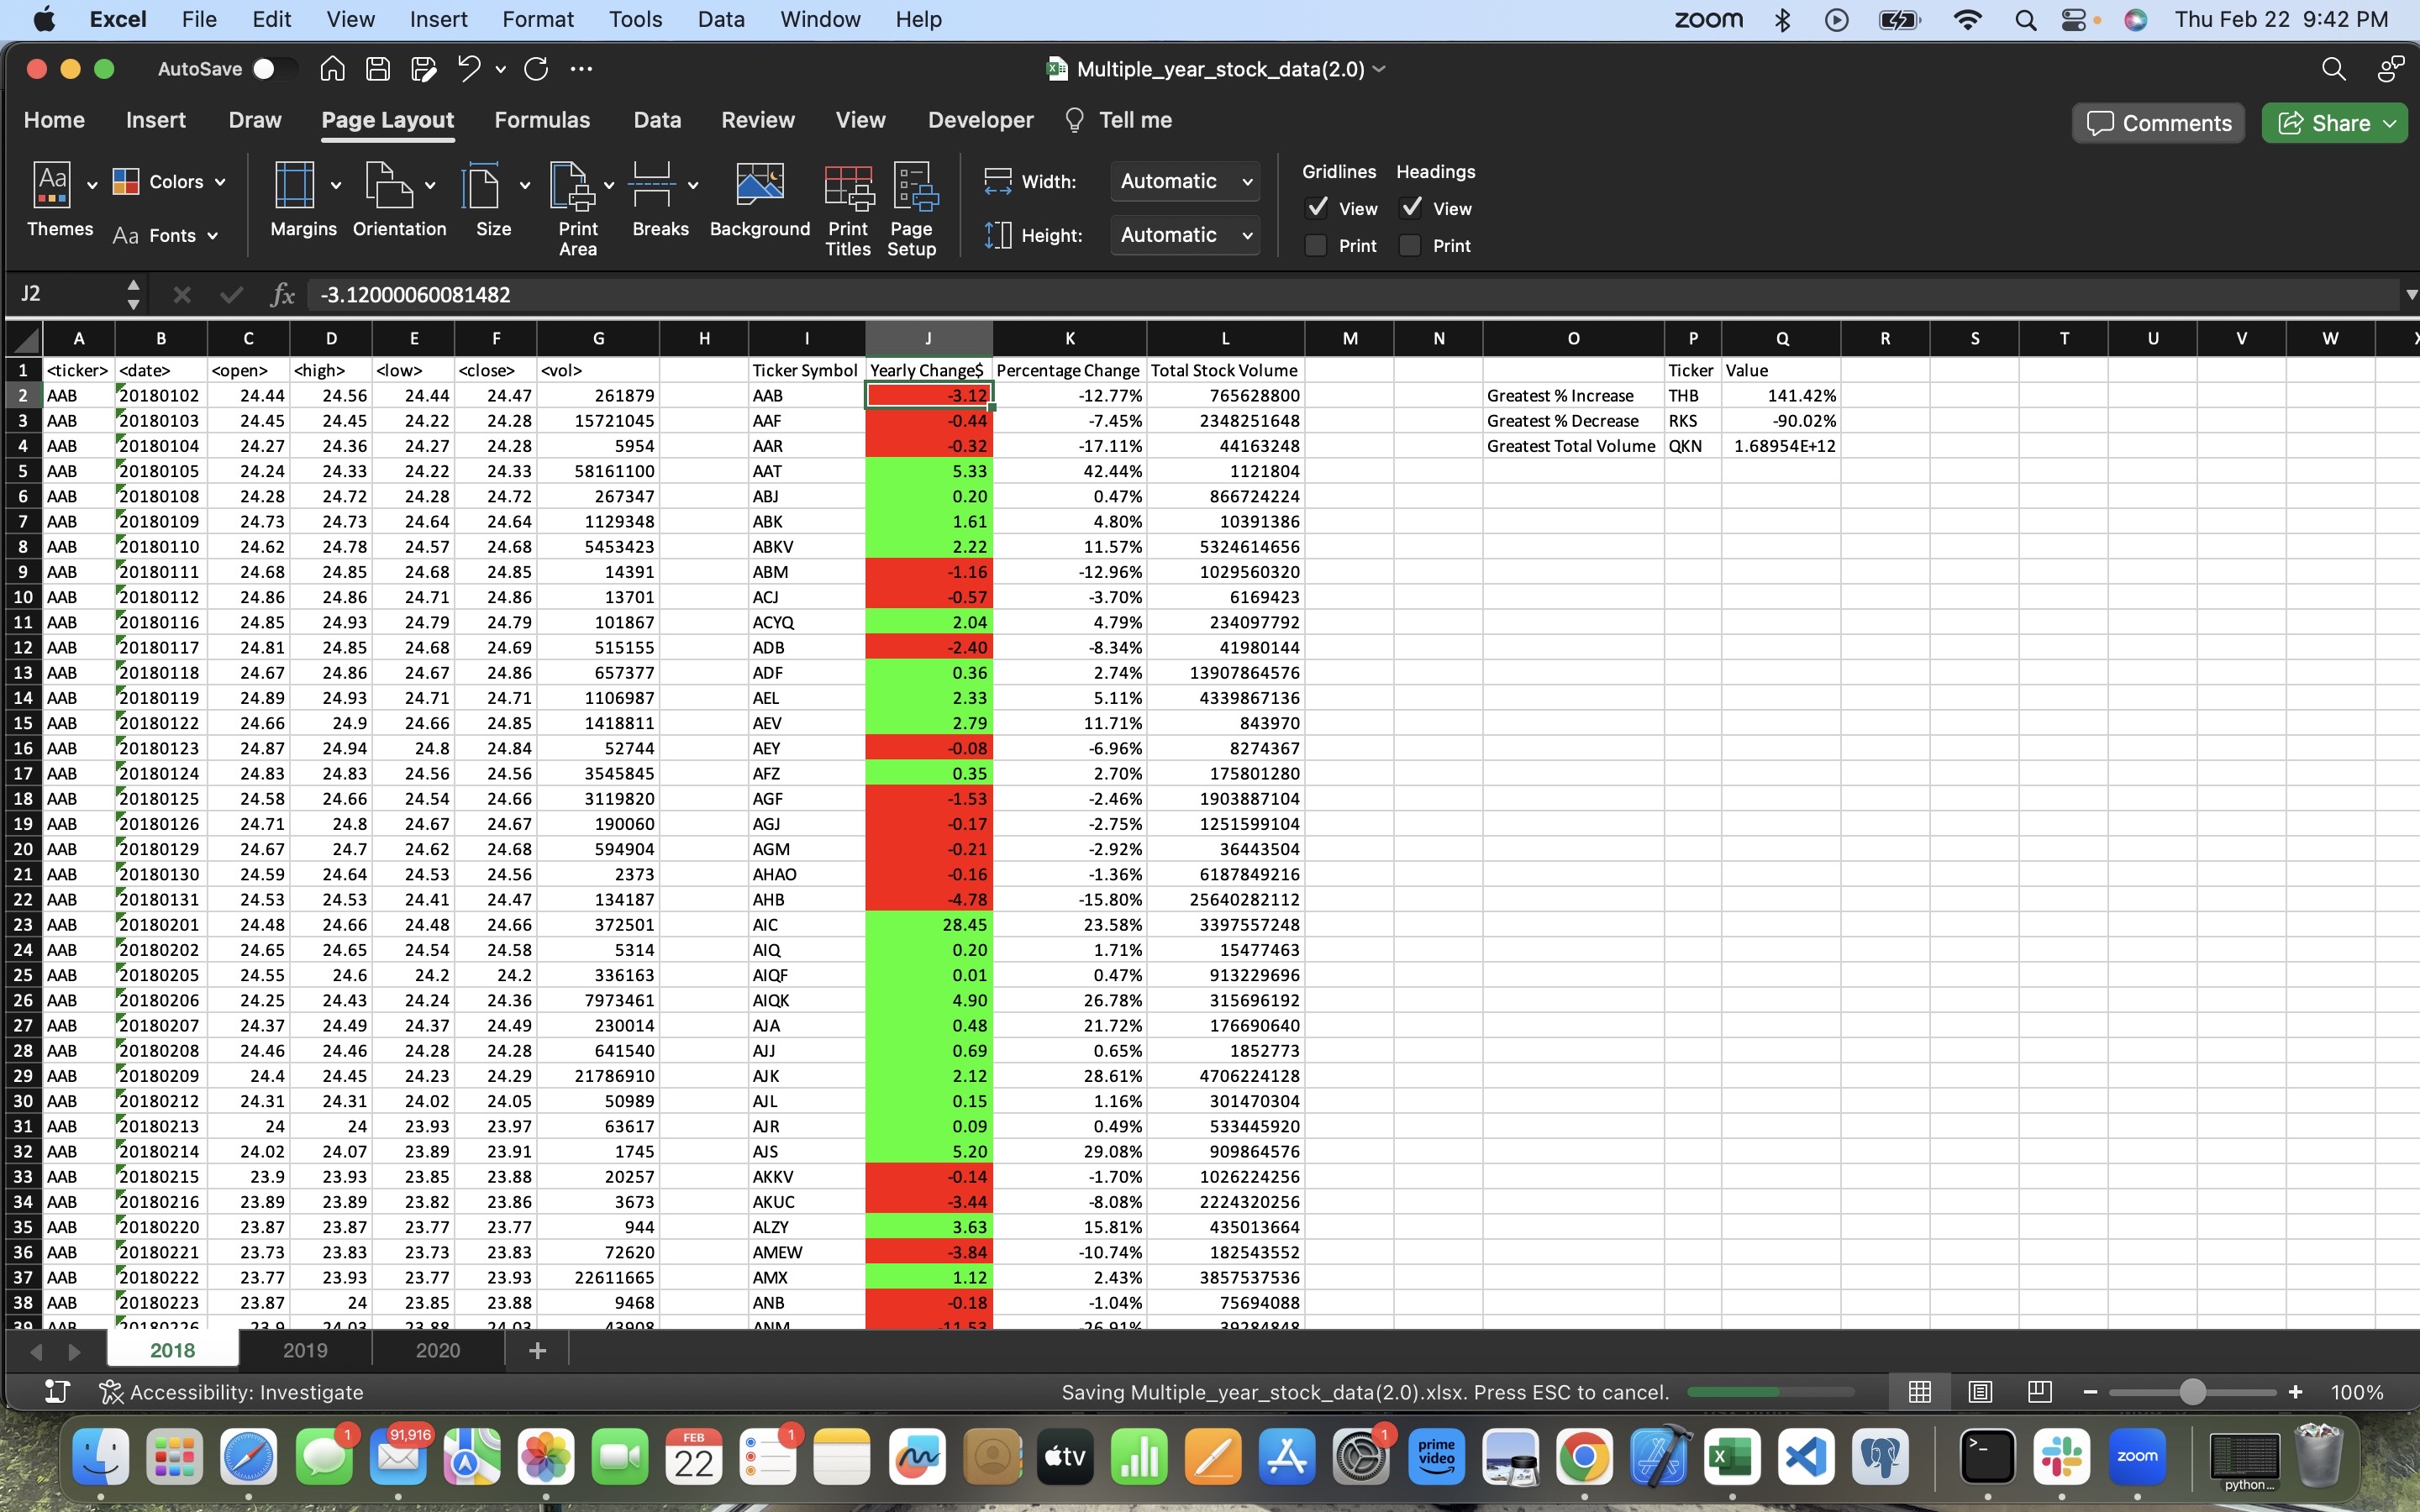 Excel File Edit View Insert Format Tools Data Window Help zoom Thu Feb 22 9:42 PM
AutoSave Multiple_year_stock_data(2.0)
Home Insert Draw Page Layout Formulas Data Review View Developer Tell me Comments Share
Aa Colors Width: Automatic Gridlines Headings
View View
Themes Aa Fonts Margins Orientation Size Print Area Breaks Background Print Titles Page Setup Height: Automatic Print Print
J2 fx -3.12000060081482
A B C D E F G H I J K L M N O P Q R S T U V W
1 <ticker> <date> <open> <high> <low> <close> <vol> Ticker Symbol Yearly Change$ Percentage Change Total Stock Volume Ticker Value
2 AAB 20180102 24.44 24.56 24.44 24.47 261879 AAB -3.12 -12.77% 765628800 Greatest % Increase THB 141.42%
3 AAB 20180103 24.45 24.45 24.22 24.28 15721045 AAF -0.44 -7.45% 2348251648 Greatest % Decrease RKS -90.02%
4 AAB 20180104 24.27 24.36 24.27 24.28 5954 AAR -0.32 -17.11% 44163248 Greatest Total Volume QKN 1.68954E+12
5 AAB 20180105 24.24 24.33 24.22 24.33 58161100 AAT 5.33 42.44% 1121804
6 AAB 20180108 24.28 24.72 24.28 24.72 267347 ABJ 0.20 0.47% 866724224
7 AAB 20180109 24.73 24.73 24.64 24.64 1129348 ABK 1.61 4.80% 10391386
8 AAB 20180110 24.62 24.78 24.57 24.68 5453423 ABKV 2.22 11.57% 5324614656
9 AAB 20180111 24.68 24.85 24.68 24.85 14391 ABM -1.16 -12.96% 1029560320
10 AAB 20180112 24.86 24.86 24.71 24.86 13701 ACJ -0.57 -3.70% 6169423
11 AAB 20180116 24.85 24.93 24.79 24.79 101867 ACYQ 2.04 4.79% 234097792
12 AAB 20180117 24.81 24.85 24.68 24.69 515155 ADB -2.40 -8.34% 41980144
13 AAB 20180118 24.67 24.86 24.67 24.86 657377 ADF 0.36 2.74% 13907864576
14 AAB 20180119 24.89 24.93 24.71 24.71 1106987 AEL 2.33 5.11% 4339867136
15 AAB 20180122 24.66 24.9 24.66 24.85 1418811 AEV 2.79 11.71% 843970
16 AAB 20180123 24.87 24.94 24.8 24.84 52744 AEY -0.08 -6.96% 8274367
17 AAB 20180124 24.83 24.83 24.56 24.56 3545845 AFZ 0.35 2.70% 175801280
18 AAB 20180125 24.58 24.66 24.54 24.66 3119820 AGF -1.53 -2.46% 1903887104
19 AAB 20180126 24.71 24.8 24.67 24.67 190060 AGJ -0.17 -2.75% 1251599104
20 AAB 20180129 24.67 24.7 24.62 24.68 594904 AGM -0.21 -2.92% 36443504
21 AAB 20180130 24.59 24.64 24.53 24.56 2373 AHAO -0.16 -1.36% 6187849216
22 AAB 20180131 24.53 24.53 24.41 24.47 134187 AHB -4.78 -15.80% 25640282112
23 AAB 20180201 24.48 24.66 24.48 24.66 372501 AIC 28.45 23.58% 3397557248
24 AAB 20180202 24.65 24.65 24.54 24.58 5314 AIQ 0.20 1.71% 15477463
25 AAB 20180205 24.55 24.6 24.2 24.2 336163 AIQF 0.01 0.47% 913229696
26 AAB 20180206 24.25 24.43 24.24 24.36 7973461 AIQK 4.90 26.78% 315696192
27 AAB 20180207 24.37 24.49 24.37 24.49 230014 AJA 0.48 21.72% 176690640
28 AAB 20180208 24.46 24.46 24.28 24.28 641540 AJJ 0.69 0.65% 1852773
29 AAB 20180209 24.4 24.45 24.23 24.29 21786910 AJK 2.12 28.61% 4706224128
30 AAB 20180212 24.31 24.31 24.02 24.05 50989 AJL 0.15 1.16% 301470304
31 AAB 20180213 24 24 23.93 23.97 63617 AJR 0.09 0.49% 533445920
32 AAB 20180214 24.02 24.07 23.89 23.91 1745 AJS 5.20 29.08% 909864576
33 AAB 20180215 23.9 23.93 23.85 23.88 20257 AKKV -0.14 -1.70% 1026224256
34 AAB 20180216 23.89 23.89 23.82 23.86 3673 AKUC -3.44 -8.08% 2224320256
35 AAB 20180220 23.87 23.87 23.77 23.77 944 ALZY 3.63 15.81% 435013664
36 AAB 20180221 23.73 23.83 23.73 23.83 72620 AMEW -3.84 -10.74% 182543552
37 AAB 20180222 23.77 23.93 23.77 23.93 22611665 AMX 1.12 2.43% 3857537536
38 AAB 20180223 23.87 24 23.85 23.88 9468 ANB -0.18 -1.04% 75694088
39 AAB 20180226 23.9 24.03 23.88 24.03 43908 ANM -11.53 -26.91% 39284848
2018 2019 2020 +
Accessibility: Investigate Saving Multiple_year_stock_data(2.0).xlsx. Press ESC to cancel. 100%
1 91,916 FEB 22 1 tv 1 prime video X zoom python...